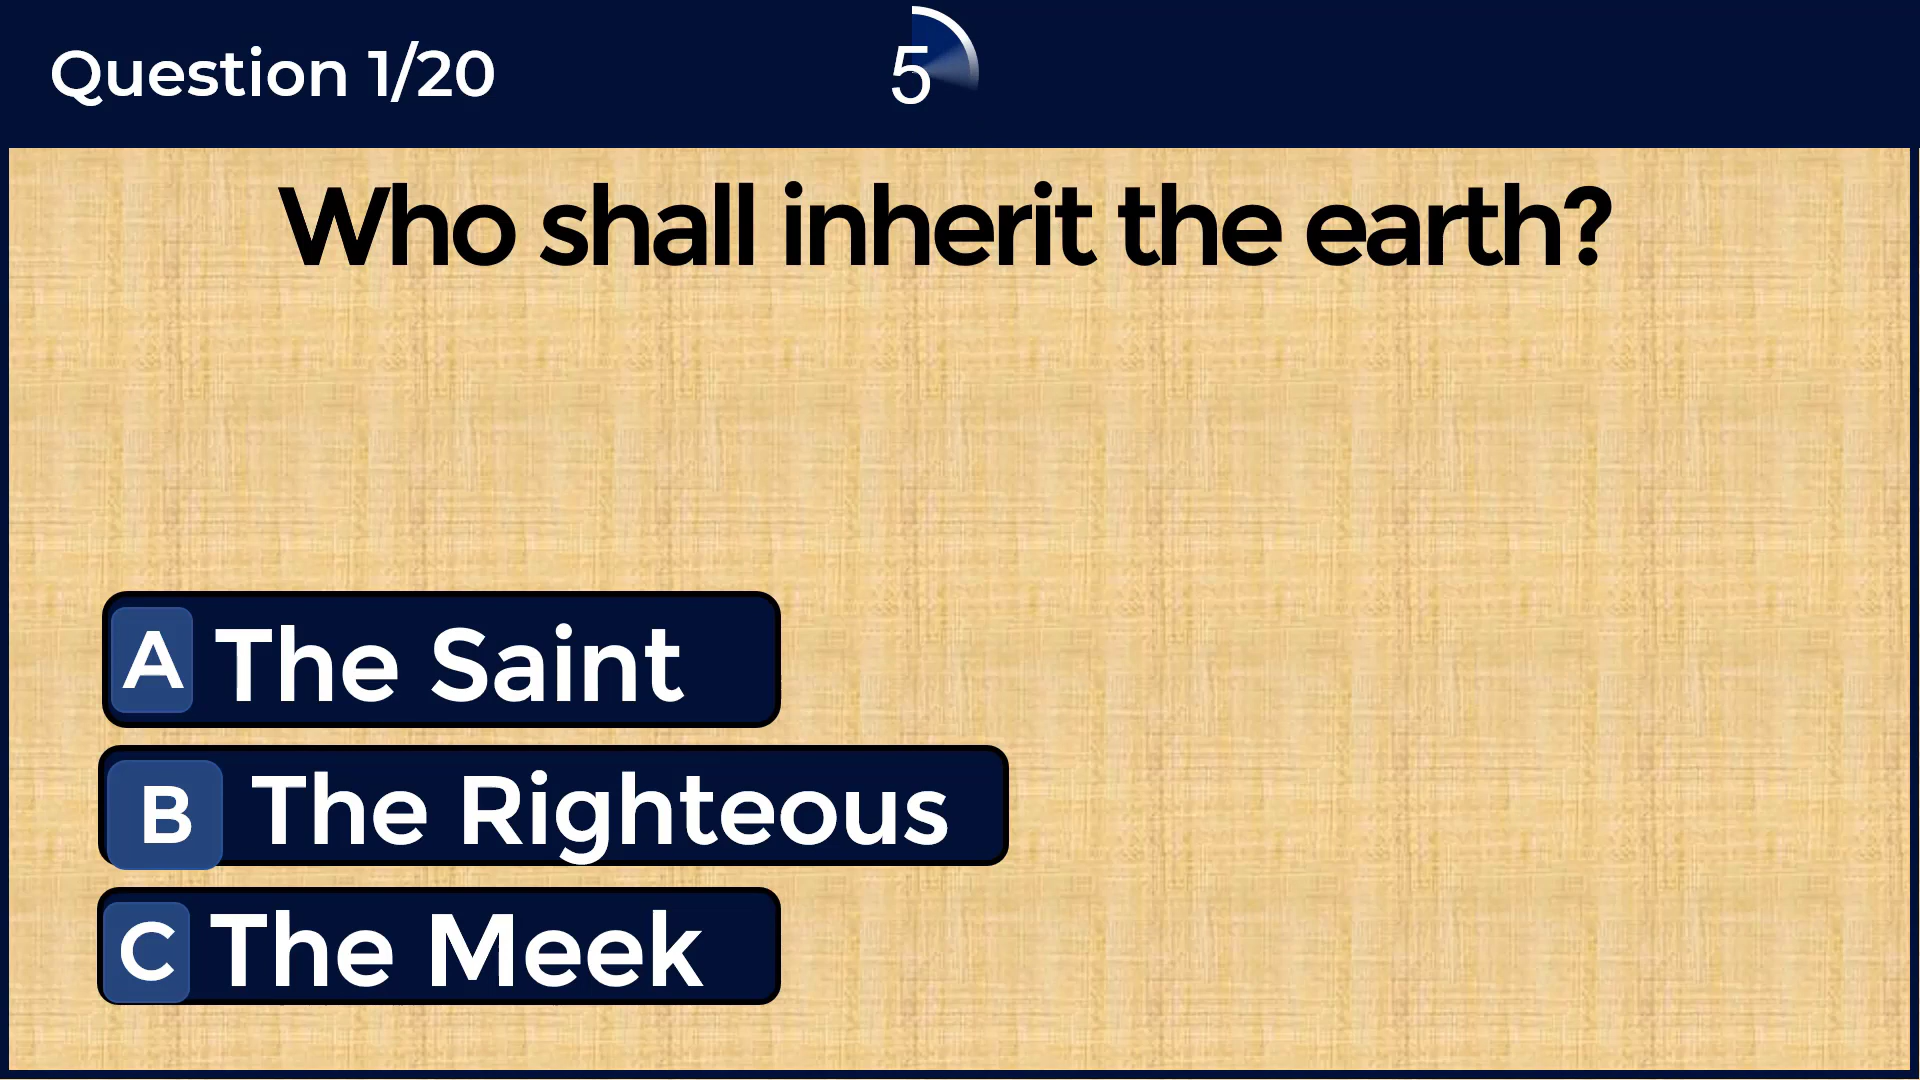 Question 1/20
5
Who shall inherit the earth?
A The Saint
B The Righteous
C The Meek